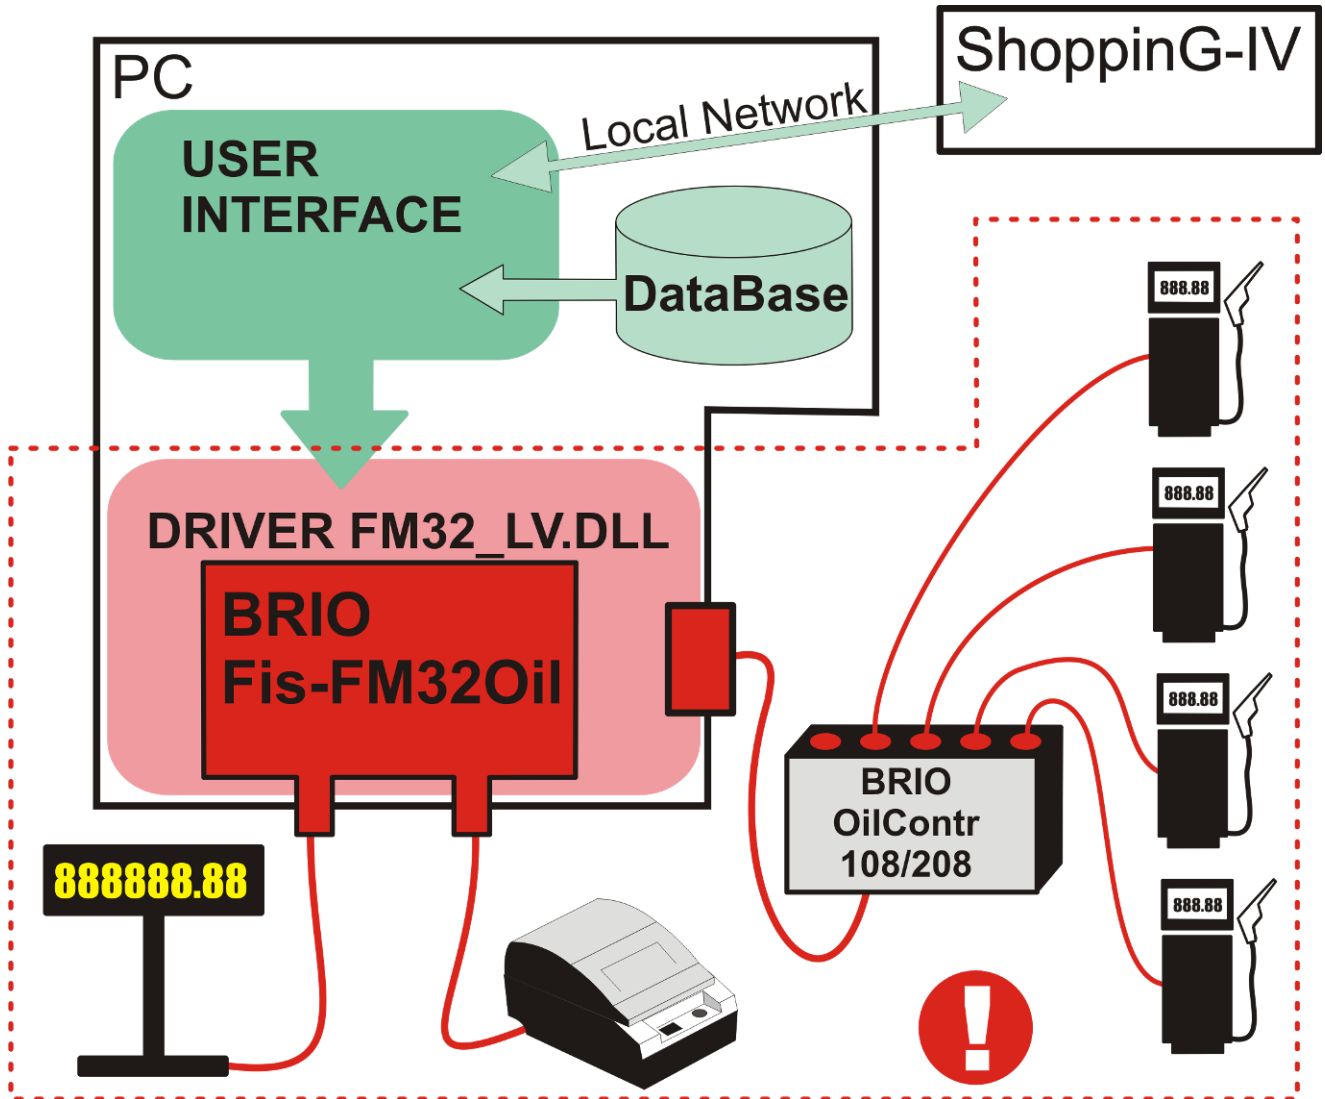 PC
ShoppinG-IV
Local Network
USER
INTERFACE
DataBase
888.88
888.88
DRIVER FM32_LV.DLL
BRIO
Fis-FM32Oil
888.88
BRIO
OilContr
108/208
888888.88
888.88
!